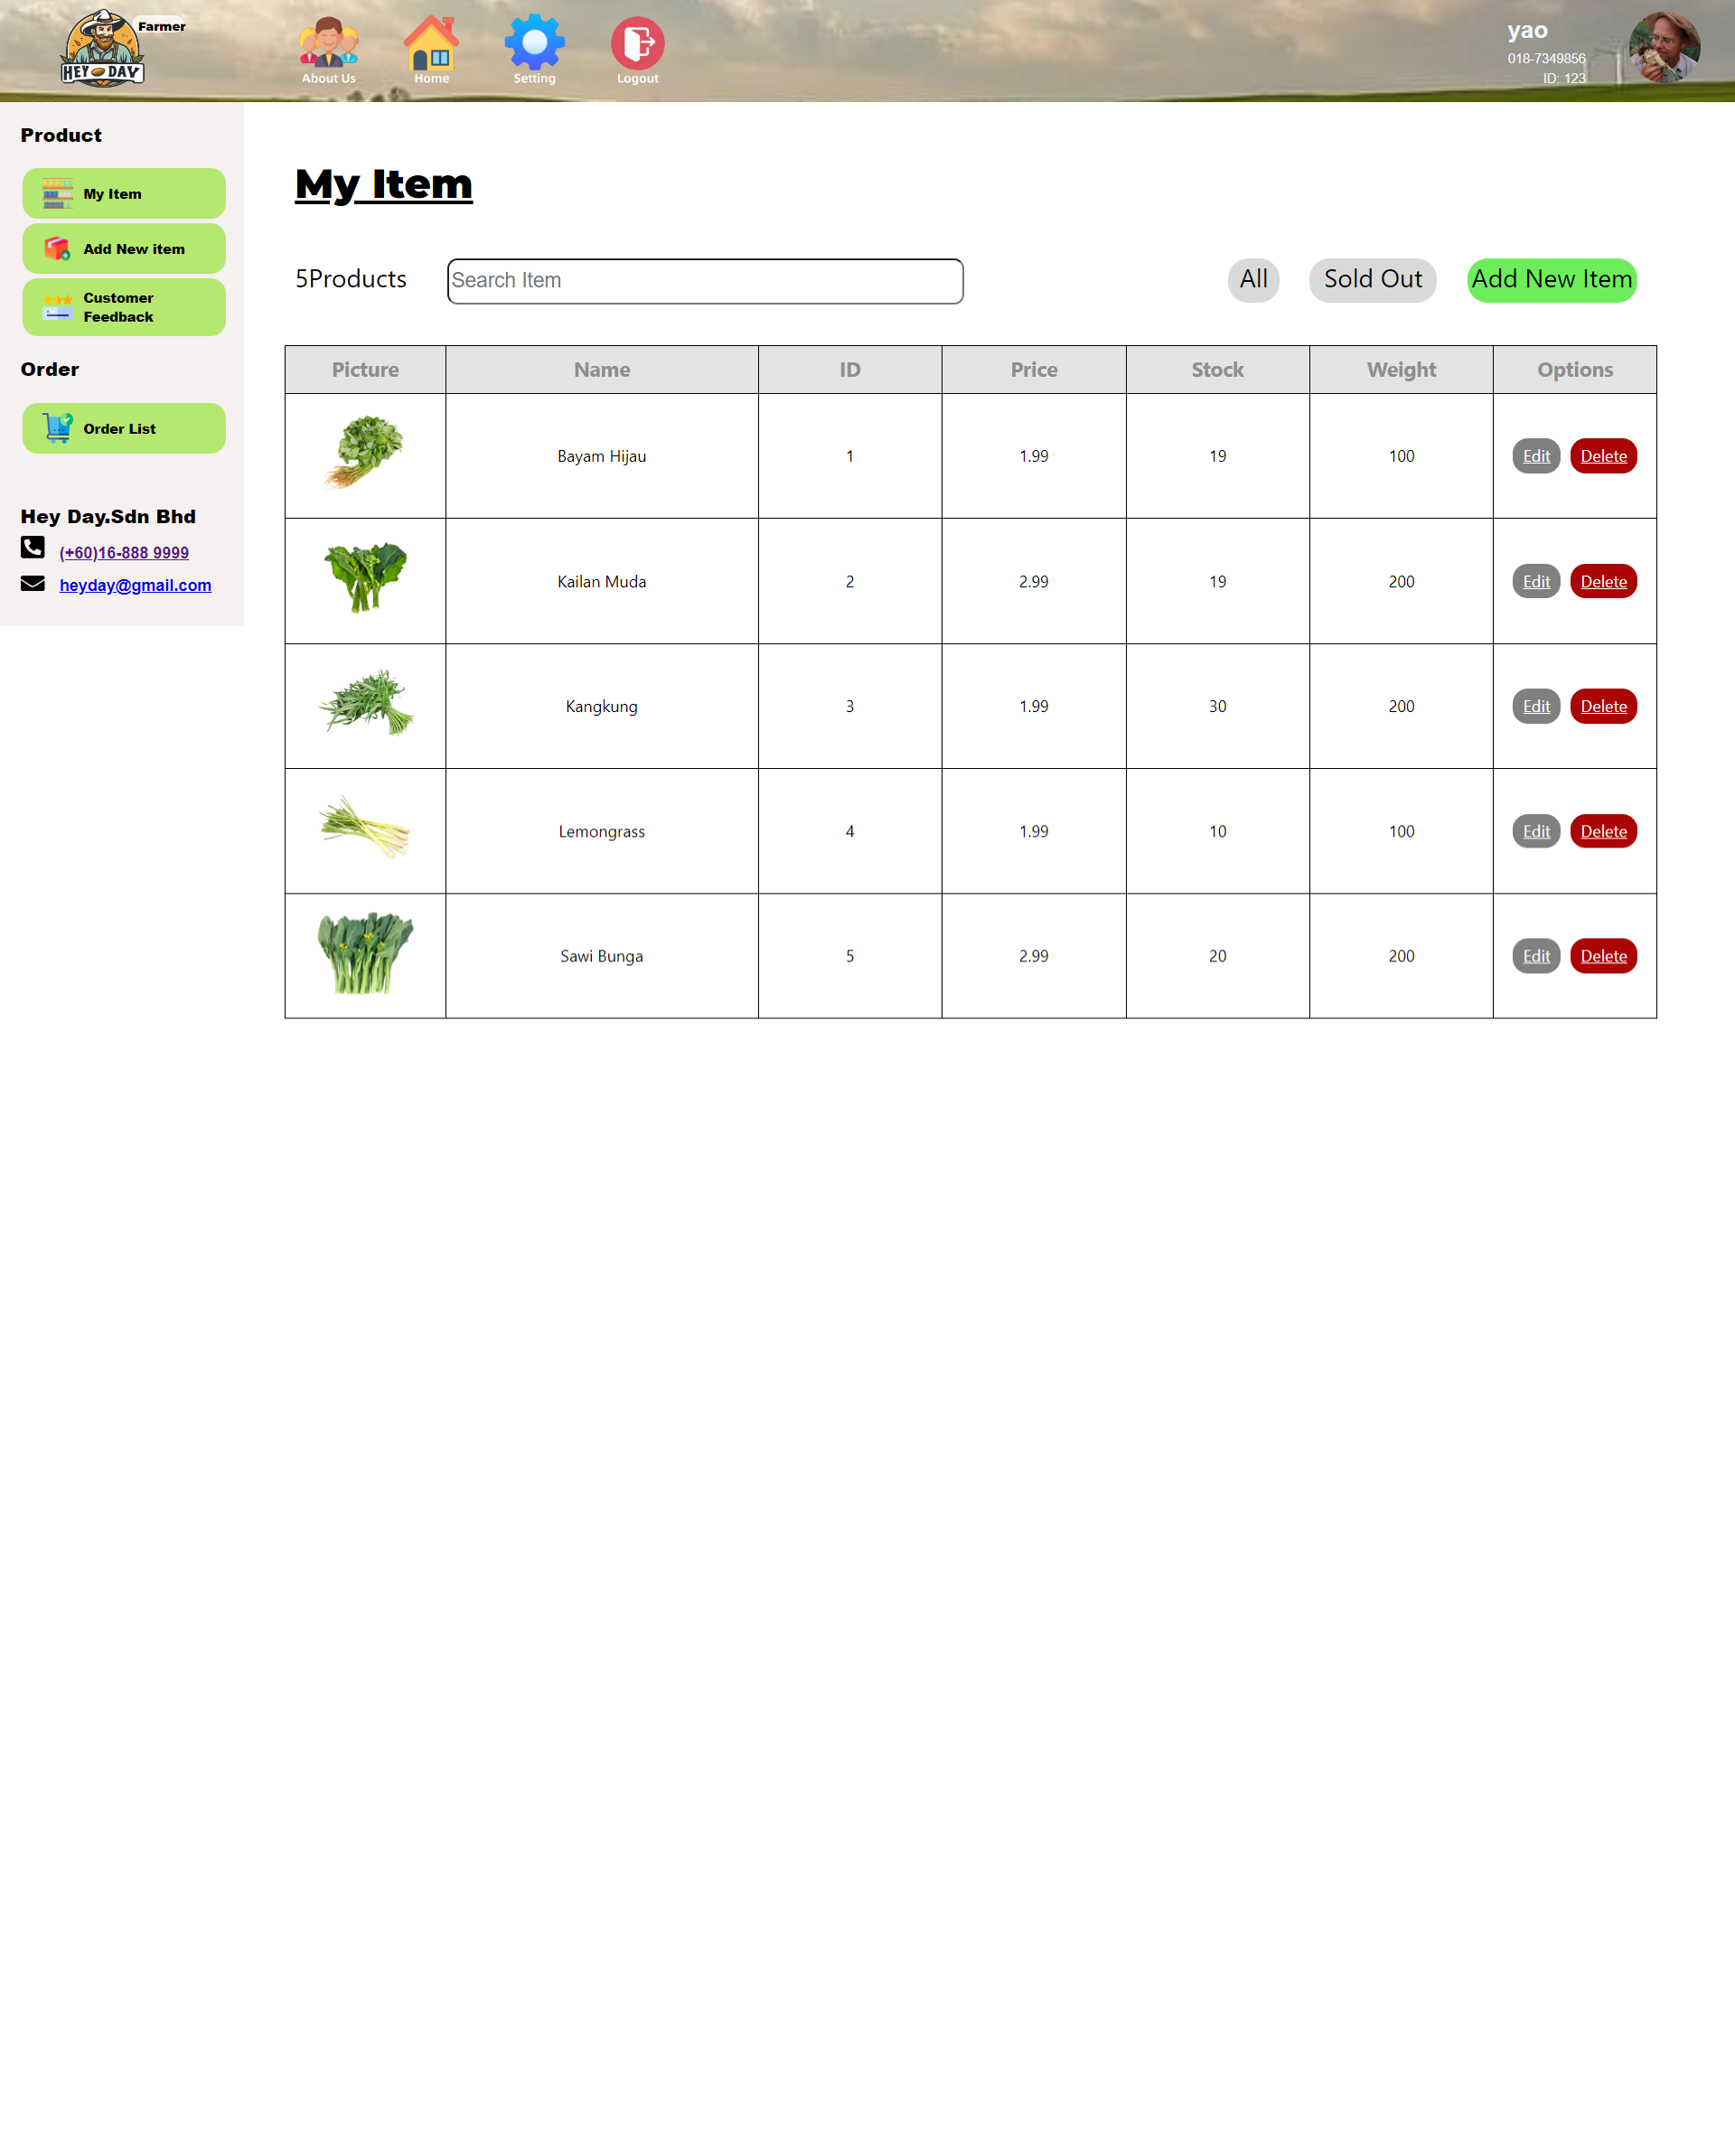 Farmer
HEY DAY
About Us
Home
Setting
Logout
yao
018-7349856
ID: 123
Product
My Item
Add New item
Customer
Feedback
Order
Order List
Hey Day.Sdn Bhd
(+60)16-888 9999
heyday@gmail.com
My Item
5Products
Search Item
All
Sold Out
Add New Item
Picture Name ID Price Stock Weight Options
Bayam Hijau 1 1.99 19 100 Edit Delete
Kailan Muda 2 2.99 19 200 Edit Delete
Kangkung 3 1.99 30 200 Edit Delete
Lemongrass 4 1.99 10 100 Edit Delete
Sawi Bunga 5 2.99 20 200 Edit Delete